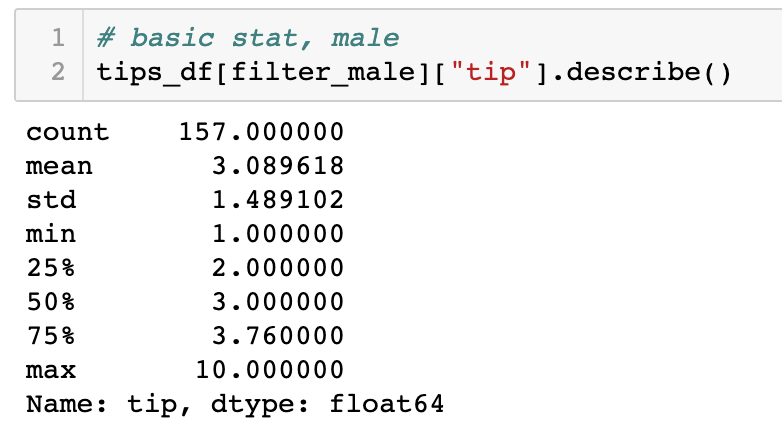 1 # basic stat, male
2 tips_df[filter_male]["tip"].describe()
count 157.000000
mean 3.089618
std 1.489102
min 1.000000
25% 2.000000
50% 3.000000
75% 3.760000
max 10.000000
Name: tip, dtype: float64